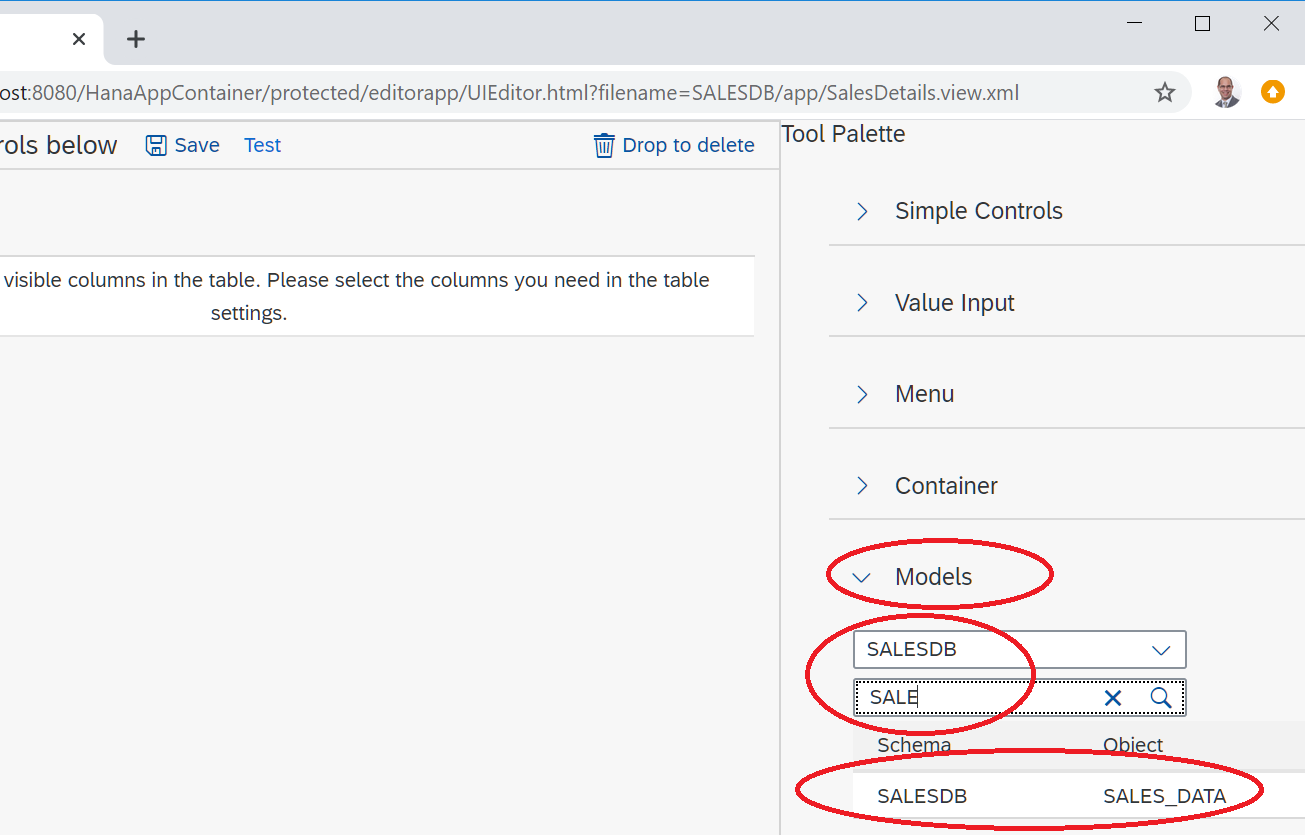 ost:8080/HanaAppContainer/protected/editorapp/UIEditor.html?filename=SALESDB/app/SalesDetails.view.xml
rols below Save Test Drop to delete
visible columns in the table. Please select the columns you need in the table
settings.
Tool Palette
Simple Controls
Value Input
Menu
Container
Models
SALESDB
SALE
Schema Object
SALESDB SALES_DATA